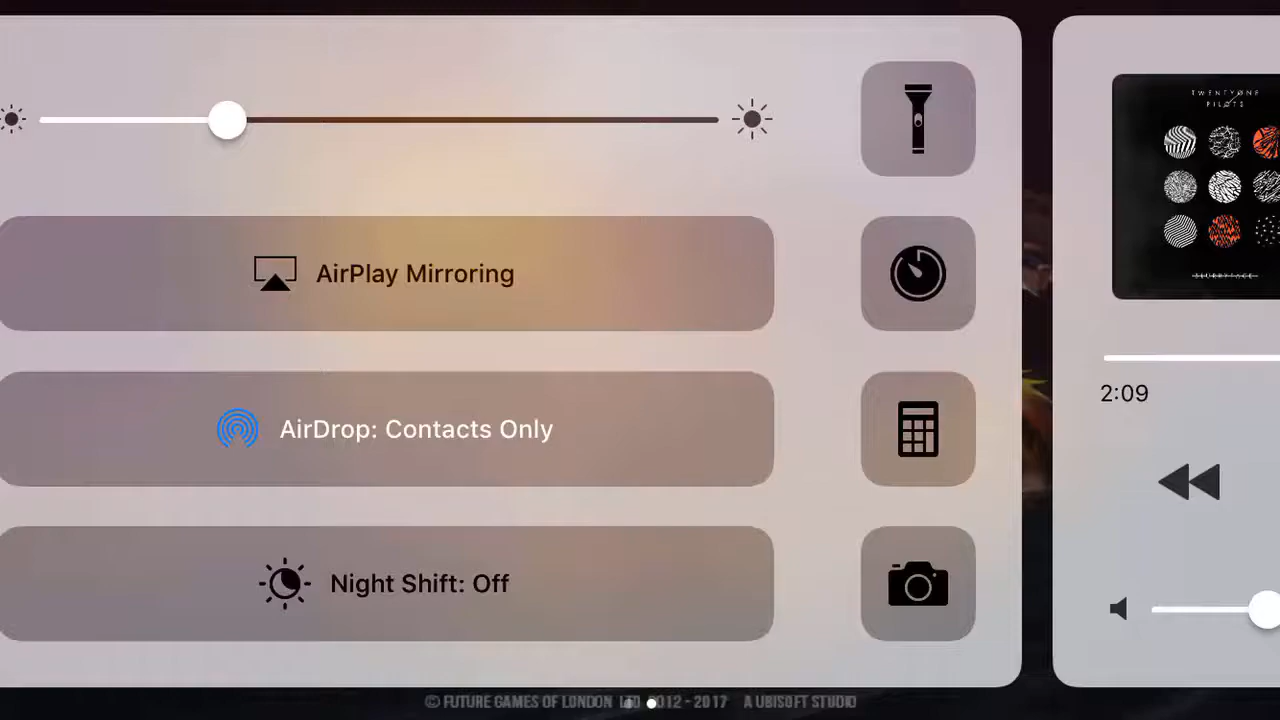 AirPlay Mirroring
AirDrop: Contacts Only
Night Shift: Off
TWENTY ONE
PILOTS
BLURRYFACE
2:09
© FUTURE GAMES OF LONDON LTD 2012 - 2017 A UBISOFT STUDIO